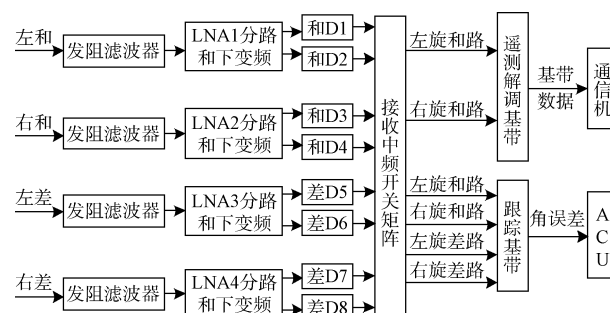 左和
发阻滤波器
LNA1分路
和下变频
和D1
和D2
右和
发阻滤波器
LNA2分路
和下变频
和D3
和D4
左差
发阻滤波器
LNA3分路
和下变频
差D5
差D6
右差
发阻滤波器
LNA4分路
和下变频
差D7
差D8
接收中频开关矩阵
左旋和路
右旋和路
左旋和路
右旋和路
左旋差路
右旋差路
遥测解调基带
跟踪基带
基带
数据
角误差
通信机
ACU